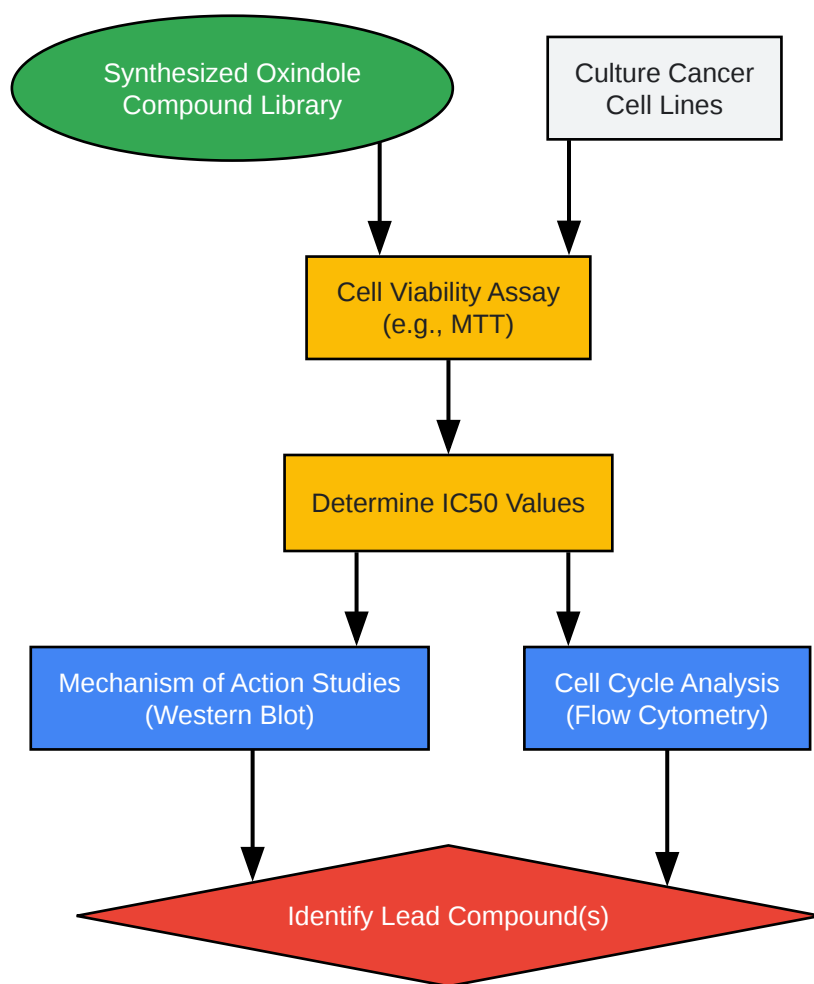 Synthesized Oxindole
Compound Library
Culture Cancer
Cell Lines
Cell Viability Assay
(e.g., MTT)
Determine IC50 Values
Mechanism of Action Studies
(Western Blot)
Cell Cycle Analysis
(Flow Cytometry)
Identify Lead Compound(s)